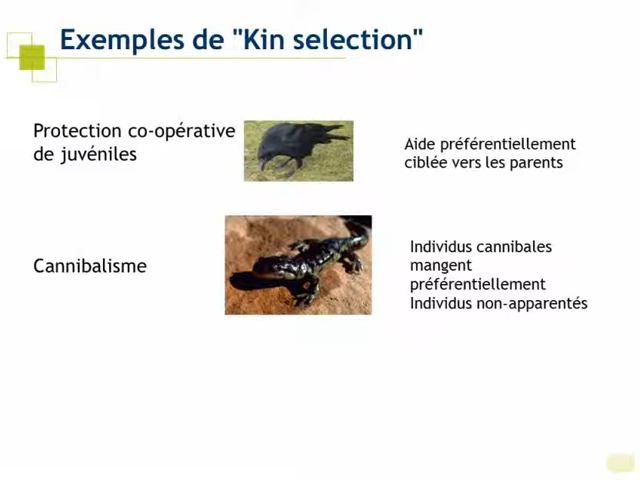 Exemples de "Kin selection"
Protection co-opérative
de juvéniles
Aide préférentiellement
ciblée vers les parents
Cannibalisme
Individus cannibales
mangent
préférentiellement
Individus non-apparentés